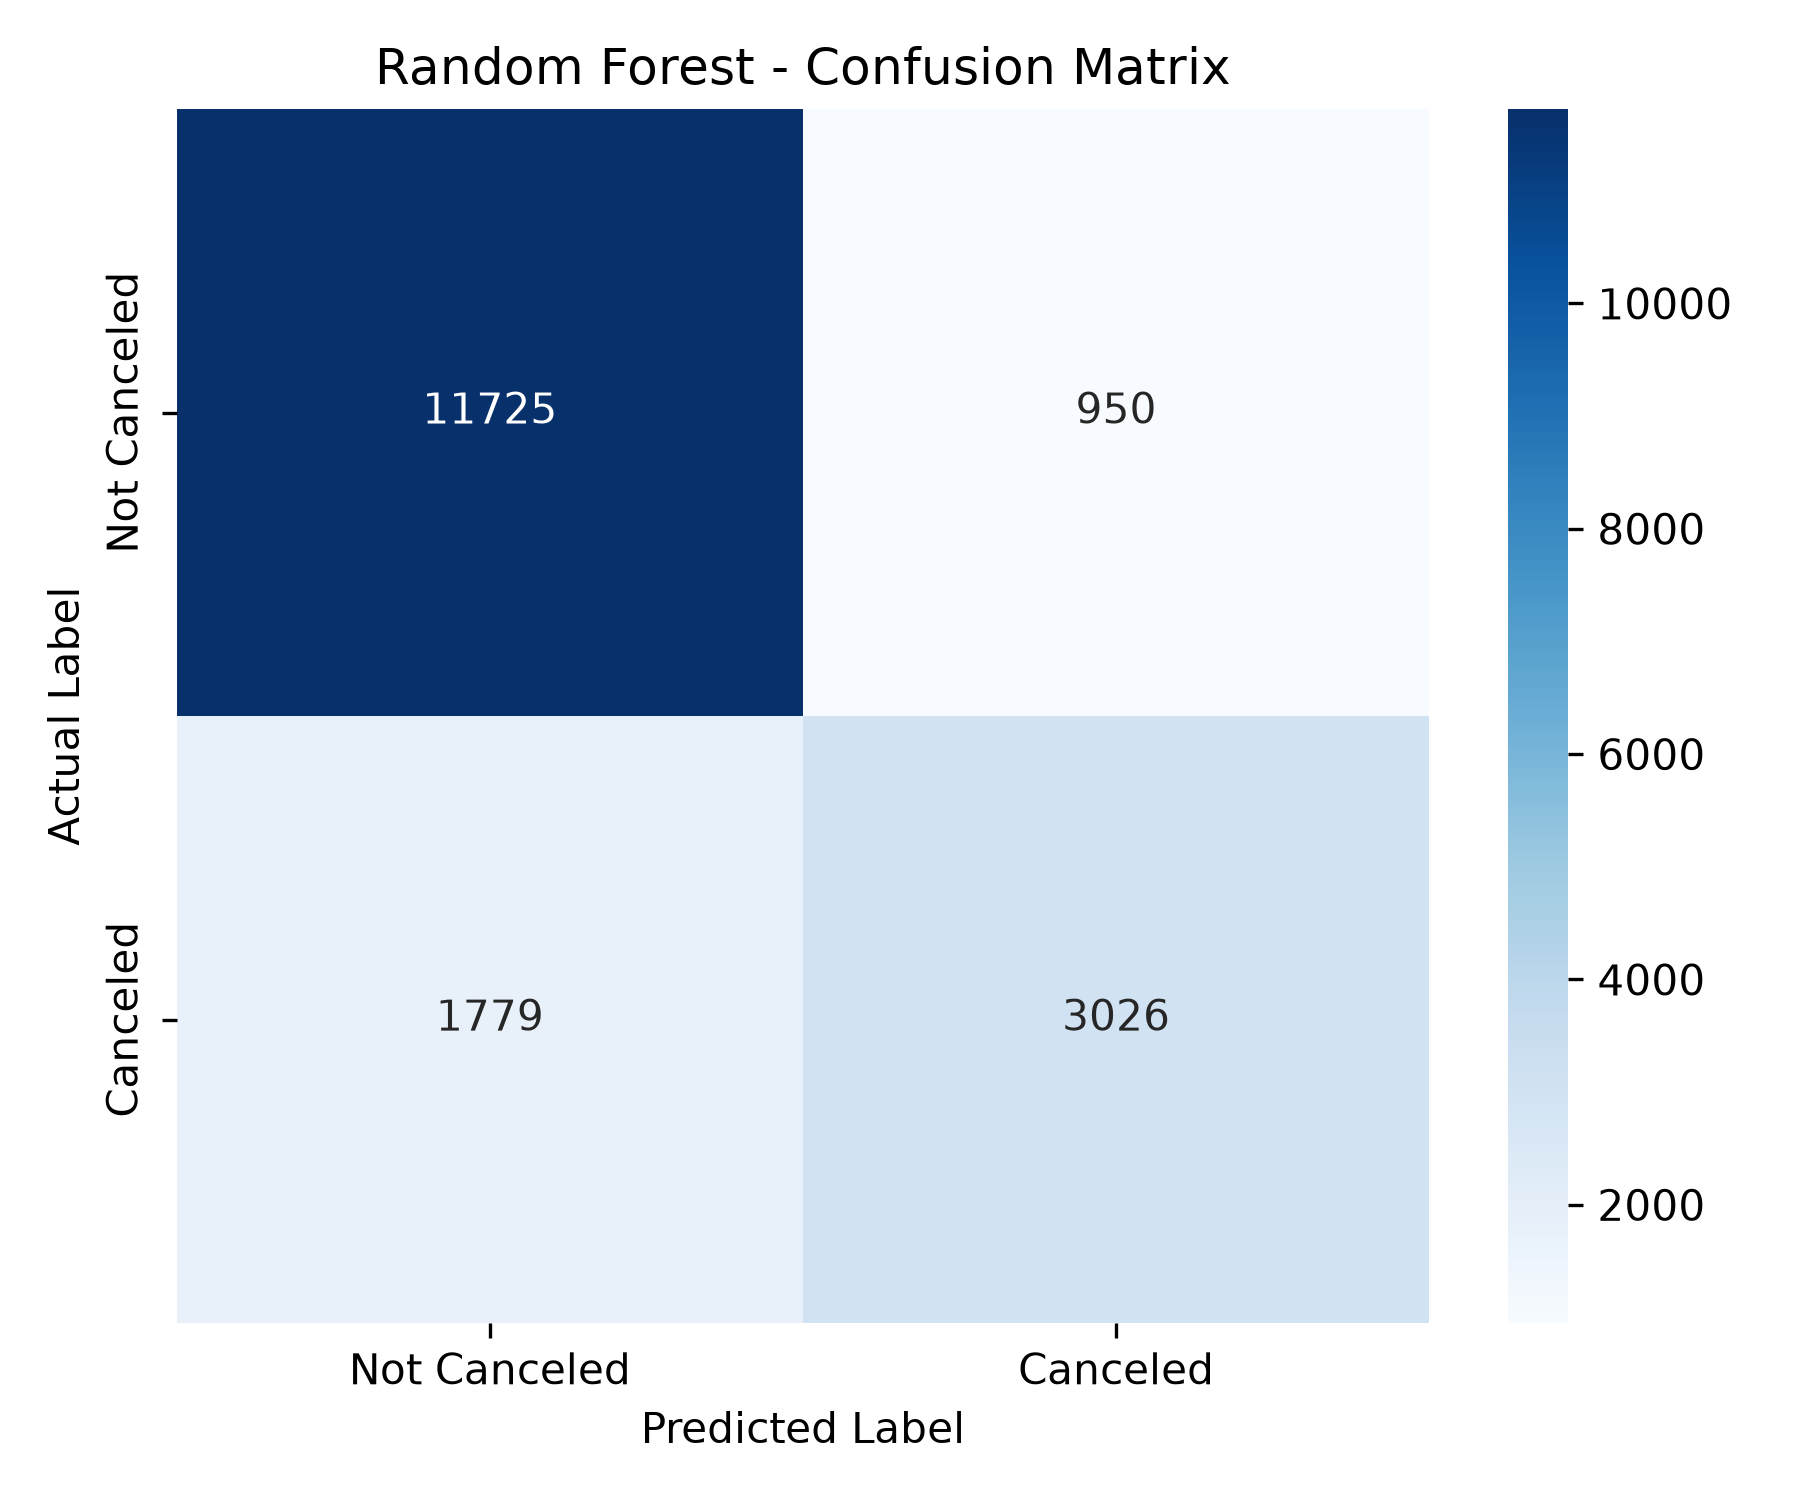 Random Forest - Confusion Matrix
Actual Label
Not Canceled
Canceled
11725
950
1779
3026
Not Canceled
Canceled
Predicted Label
10000
8000
6000
4000
2000